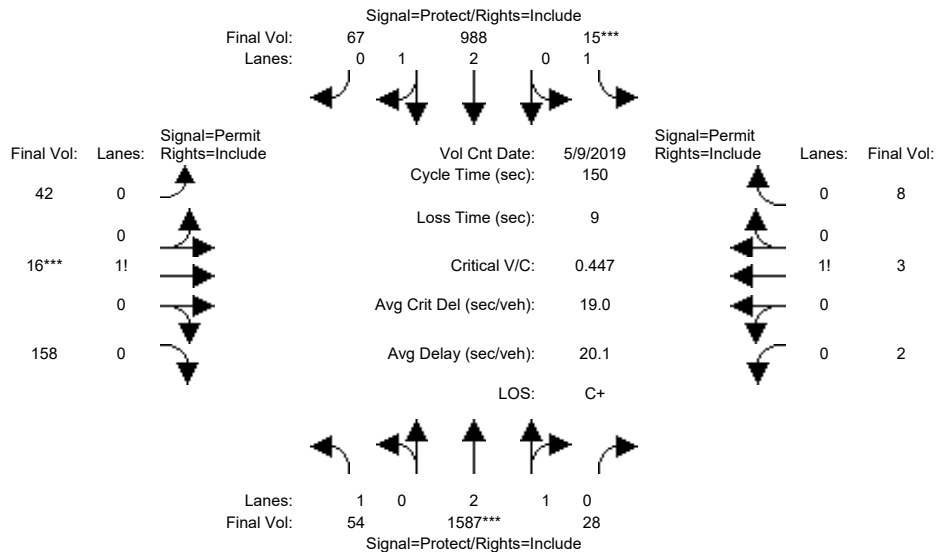 Signal=Protect/Rights=Include
Final Vol: 67 988 15***
Lanes: 0 1 2 0 1
Signal=Permit
Final Vol: Lanes: Rights=Include
Vol Cnt Date: 5/9/2019
Signal=Permit
Rights=Include Lanes: Final Vol:
Cycle Time (sec): 150
42 0
0 8
Loss Time (sec): 9
0
0
16*** 1!
Critical V/C: 0.447
1! 3
0
Avg Crit Del (sec/veh): 19.0
0
158 0
Avg Delay (sec/veh): 20.1
0 2
LOS: C+
Lanes: 1 0 2 1 0
Final Vol: 54 1587*** 28
Signal=Protect/Rights=Include